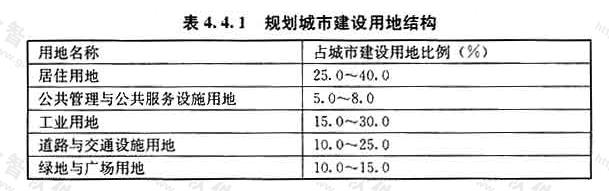 表 4.4.1 规划城市建设用地结构
用地名称 占城市建设用地比例（%）
居住用地 25.0～40.0
公共管理与公共服务设施用地 5.0～8.0
工业用地 15.0～30.0
道路与交通设施用地 10.0～25.0
绿地与广场用地 10.0～15.0